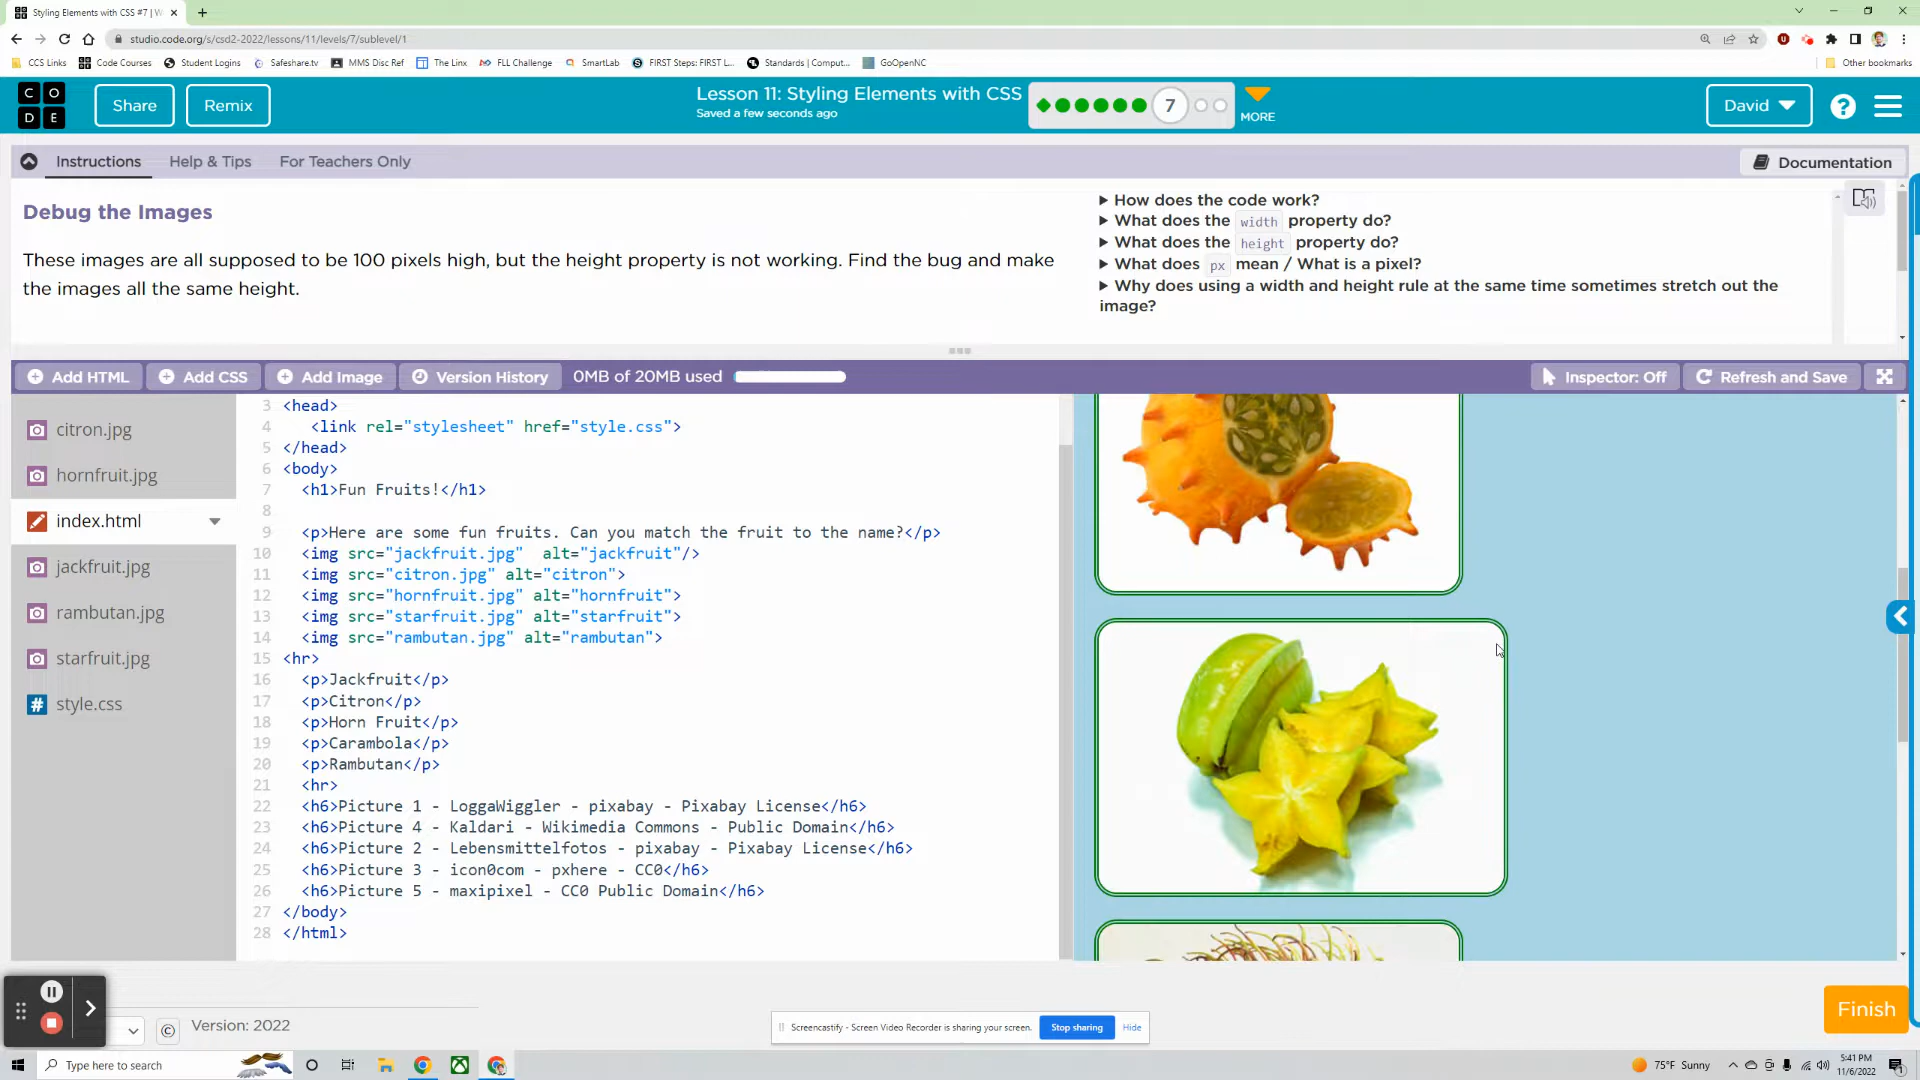 Styling Elements with CSS #7 | W
studio.code.org/s/csd2-2022/lessons/11/levels/7/sublevel/1
CCS Links
Code Courses
Student Logins
Safeshare.tv
MMS Disc Ref
The Linx
FLL Challenge
SmartLab
FIRST Steps: FIRST L...
Standards | Comput...
GoOpenNC
Other bookmarks
C O
D E
Share
Remix
Lesson 11: Styling Elements with CSS
Saved a few seconds ago
7
MORE
David
?
Instructions
Help & Tips
For Teachers Only
Documentation
Debug the Images
These images are all supposed to be 100 pixels high, but the height property is not working. Find the bug and make
the images all the same height.
How does the code work?
What does the width property do?
What does the height property do?
What does px mean / What is a pixel?
Why does using a width and height rule at the same time sometimes stretch out the
image?
Add HTML
Add CSS
Add Image
Version History
0MB of 20MB used
Inspector: Off
Refresh and Save
citron.jpg
hornfruit.jpg
index.html
jackfruit.jpg
rambutan.jpg
starfruit.jpg
# style.css
3 <head>
4 <link rel="stylesheet" href="style.css">
5 </head>
6 <body>
7 <h1>Fun Fruits!</h1>
8
9 <p>Here are some fun fruits. Can you match the fruit to the name?</p>
10 <img src="jackfruit.jpg"  alt="jackfruit"/>
11 <img src="citron.jpg" alt="citron">
12 <img src="hornfruit.jpg" alt="hornfruit">
13 <img src="starfruit.jpg" alt="starfruit">
14 <img src="rambutan.jpg" alt="rambutan">
15 <hr>
16 <p>Jackfruit</p>
17 <p>Citron</p>
18 <p>Horn Fruit</p>
19 <p>Carambola</p>
20 <p>Rambutan</p>
21 <hr>
22 <h6>Picture 1 - LoggaWiggler - pixabay - Pixabay License</h6>
23 <h6>Picture 4 - Kaldari - Wikimedia Commons - Public Domain</h6>
24 <h6>Picture 2 - Lebensmittelfotos - pixabay - Pixabay License</h6>
25 <h6>Picture 3 - icon0com - pxhere - CC0</h6>
26 <h6>Picture 5 - maxipixel - CC0 Public Domain</h6>
27 </body>
28 </html>
Finish
©
Version: 2022
Screencastify - Screen Video Recorder is sharing your screen.
Stop sharing
Hide
Type here to search
75°F Sunny
5:41 PM
11/6/2022